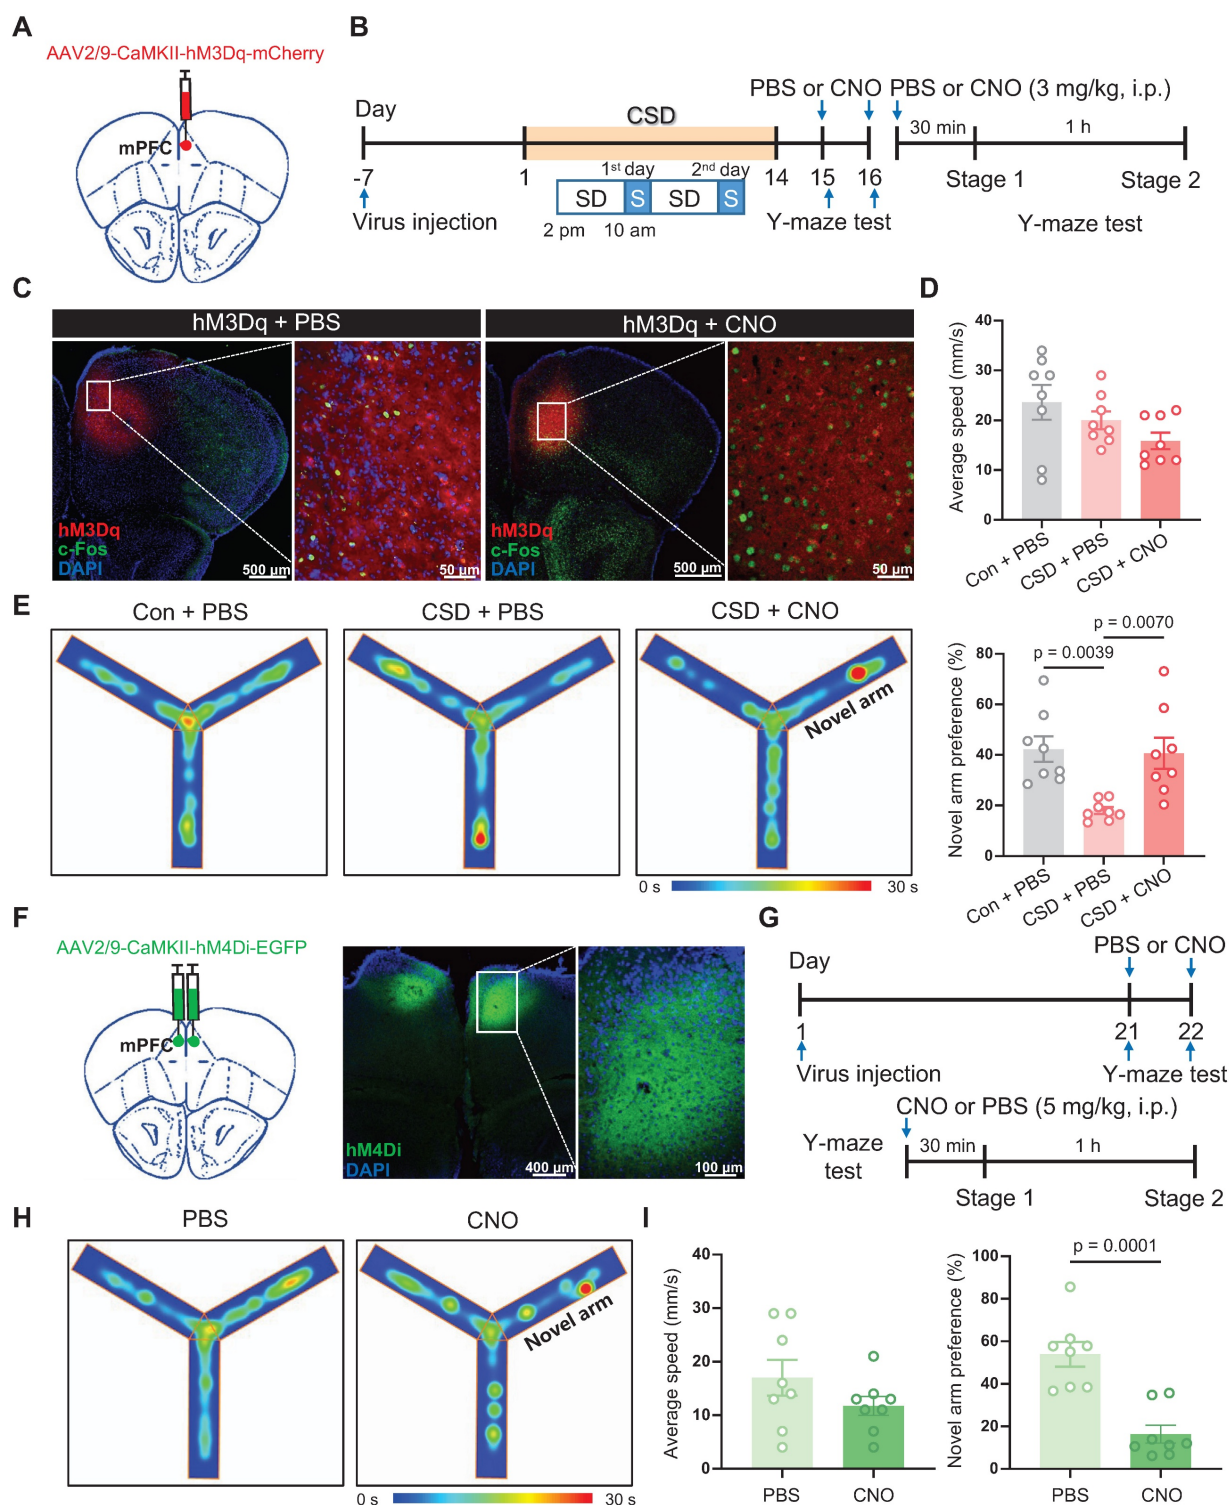 A
AAV2/9-CaMKII-hM3Dq-mCherry
mPFC
B
PBS or CNO
PBS or CNO (3 mg/kg, i.p.)
Day
CSD
30 min
1 h
1st day
2nd day
-7
1
14
15
16
Stage 1
Stage 2
SD
S
SD
S
Virus injection
2 pm
10 am
Y-maze test
Y-maze test
C
hM3Dq + PBS
hM3Dq + CNO
hM3Dq
c-Fos
DAPI
500 µm
50 µm
hM3Dq
c-Fos
DAPI
500 µm
50 µm
D
Average speed (mm/s)
40
30
20
10
0
Con + PBS
CSD + PBS
CSD + CNO
E
Con + PBS
CSD + PBS
CSD + CNO
Novel arm
0 s
30 s
p = 0.0070
p = 0.0039
Novel arm preference (%)
80
60
40
20
0
Con + PBS
CSD + PBS
CSD + CNO
F
AAV2/9-CaMKII-hM4Di-EGFP
mPFC
hM4Di
DAPI
400 µm
100 µm
G
PBS or CNO
Day
1
21
22
Virus injection
Y-maze test
CNO or PBS (5 mg/kg, i.p.)
Y-maze
test
30 min
1 h
Stage 1
Stage 2
H
PBS
CNO
Novel arm
0 s
30 s
I
Average speed (mm/s)
40
30
20
10
0
PBS
CNO
p = 0.0001
Novel arm preference (%)
100
80
60
40
20
0
PBS
CNO